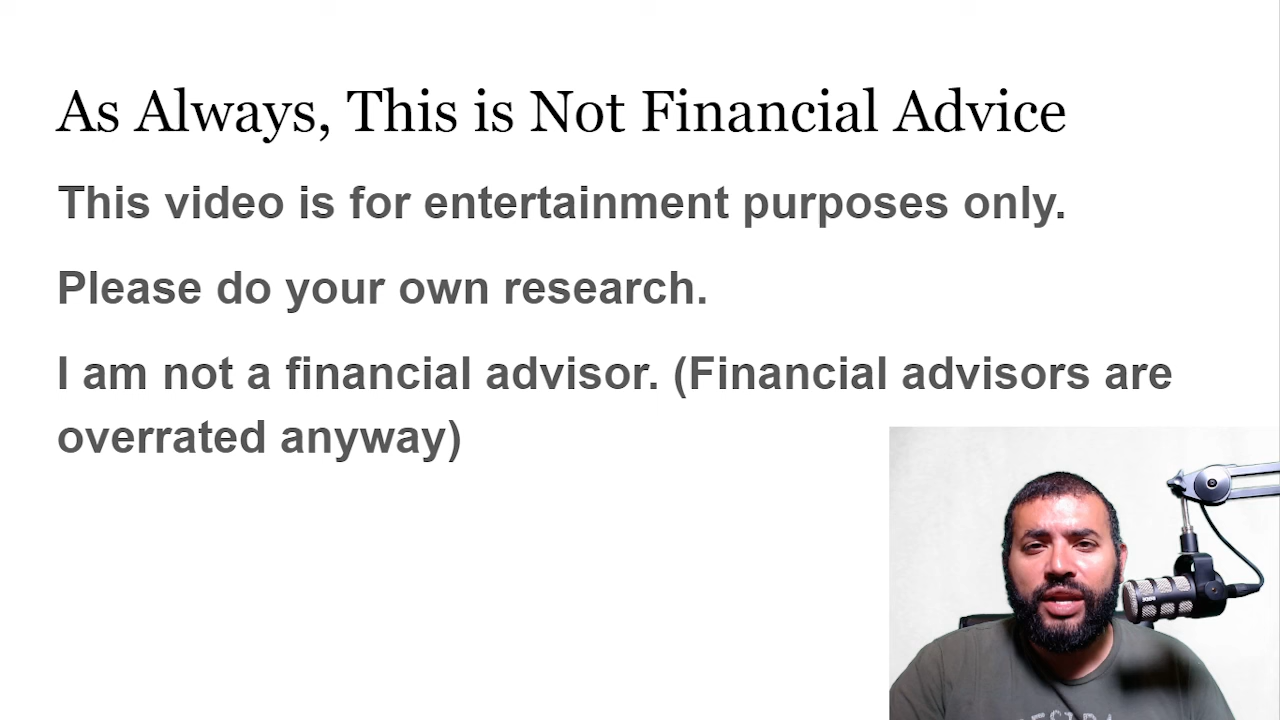 As Always, This is Not Financial Advice
This video is for entertainment purposes only.
Please do your own research.
I am not a financial advisor. (Financial advisors are
overrated anyway)